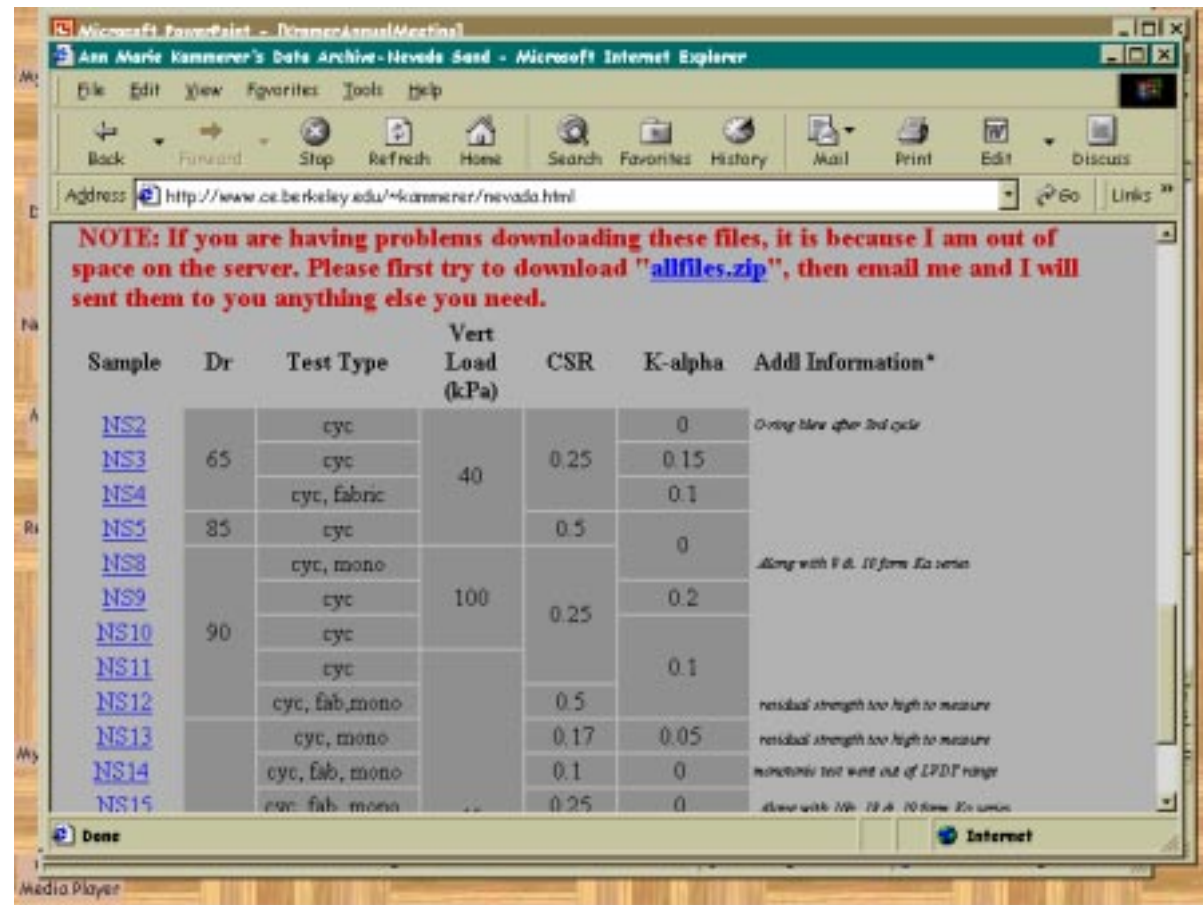 Microsoft PowerPoint - [KramerAnnualMeeting]
Ann Marie Kammerer's Data Archive-Nevada Sand - Microsoft Internet Explorer
File Edit View Favorites Tools Help
Back Forward Stop Refresh Home Search Favorites History Mail Print Edit Discuss
Address http://www.ce.berkeley.edu/~kammerer/nevada.html Go Links »
NOTE: If you are having problems downloading these files, it is because I am out of
space on the server. Please first try to download "allfiles.zip", then email me and I will
sent them to you anything else you need.
Sample Dr Test Type Vert Load (kPa) CSR K-alpha Addl Information*
NS2 cyc 0 O-ring blew after 3rd cycle
NS3 65 cyc 40 0.25 0.15
NS4 cyc, fabric 0.1
NS5 85 cyc 0.5 0
NS8 cyc, mono Along with 9 & 10 form Ka series
NS9 cyc 100 0.25 0.2
NS10 90 cyc
NS11 cyc 0.1
NS12 cyc, fab,mono 0.5 residual strength too high to measure
NS13 cyc, mono 0.17 0.05 residual strength too high to measure
NS14 cyc, fab, mono 0.1 0 monotonic test went out of LVDT range
NS15 cyc, fab, mono 0.25 0 Along with 16b, 18 & 19 form Ka series
Done Internet
Media Player